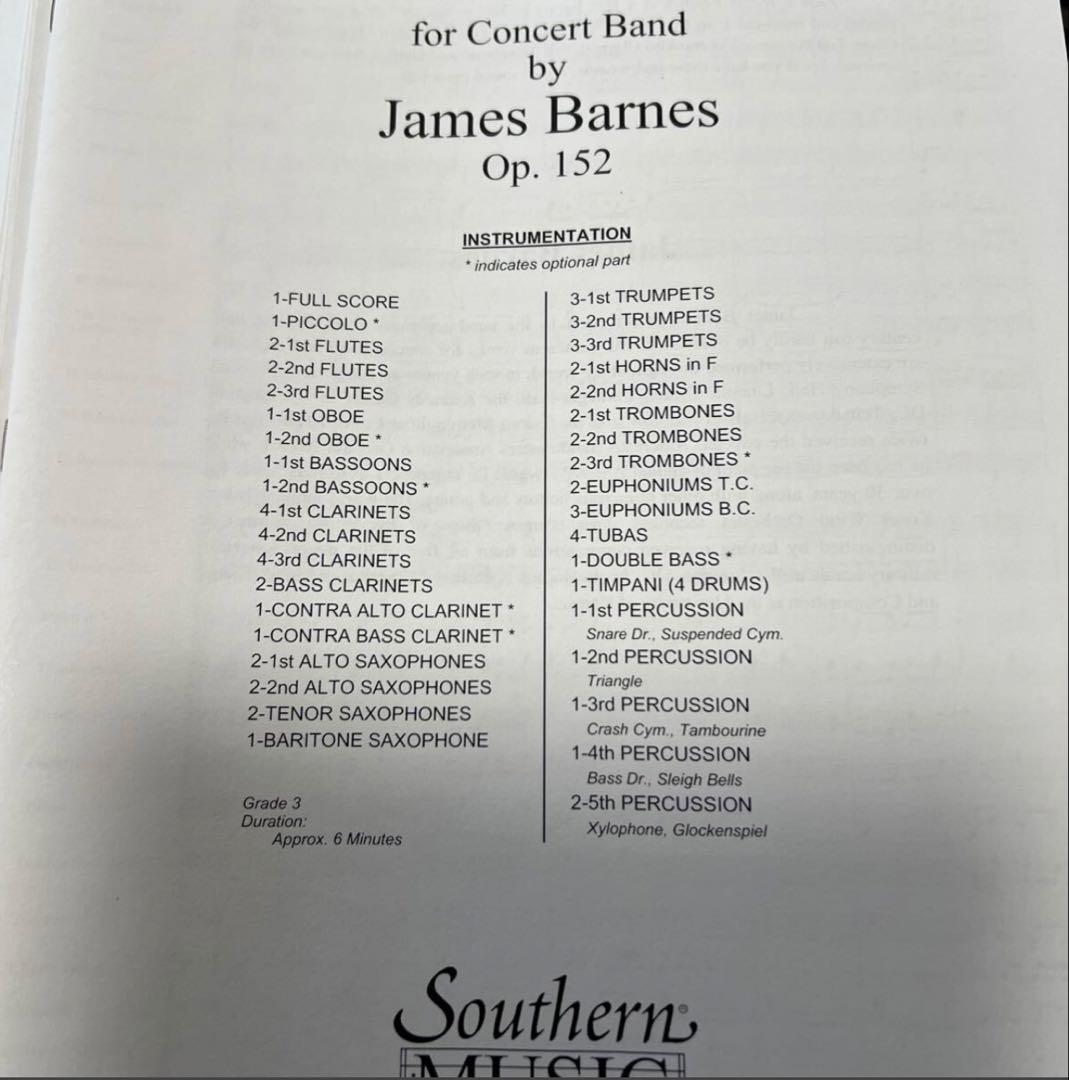 for Concert Band
by
James Barnes
Op. 152
INSTRUMENTATION
* indicates optional part
1-FULL SCORE
1-PICCOLO *
2-1st FLUTES
2-2nd FLUTES
2-3rd FLUTES
1-1st OBOE
1-2nd OBOE *
1-1st BASSOONS
1-2nd BASSOONS *
4-1st CLARINETS
4-2nd CLARINETS
4-3rd CLARINETS
2-BASS CLARINETS
1-CONTRA ALTO CLARINET *
1-CONTRA BASS CLARINET *
2-1st ALTO SAXOPHONES
2-2nd ALTO SAXOPHONES
2-TENOR SAXOPHONES
1-BARITONE SAXOPHONE
Grade 3
Duration:
Approx. 6 Minutes
3-1st TRUMPETS
3-2nd TRUMPETS
3-3rd TRUMPETS
2-1st HORNS in F
2-2nd HORNS in F
2-1st TROMBONES
2-2nd TROMBONES
2-3rd TROMBONES *
2-EUPHONIUMS T.C.
3-EUPHONIUMS B.C.
4-TUBAS
1-DOUBLE BASS *
1-TIMPANI (4 DRUMS)
1-1st PERCUSSION
Snare Dr., Suspended Cym.
1-2nd PERCUSSION
Triangle
1-3rd PERCUSSION
Crash Cym., Tambourine
1-4th PERCUSSION
Bass Dr., Sleigh Bells
2-5th PERCUSSION
Xylophone, Glockenspiel
Southern®
MUSIC